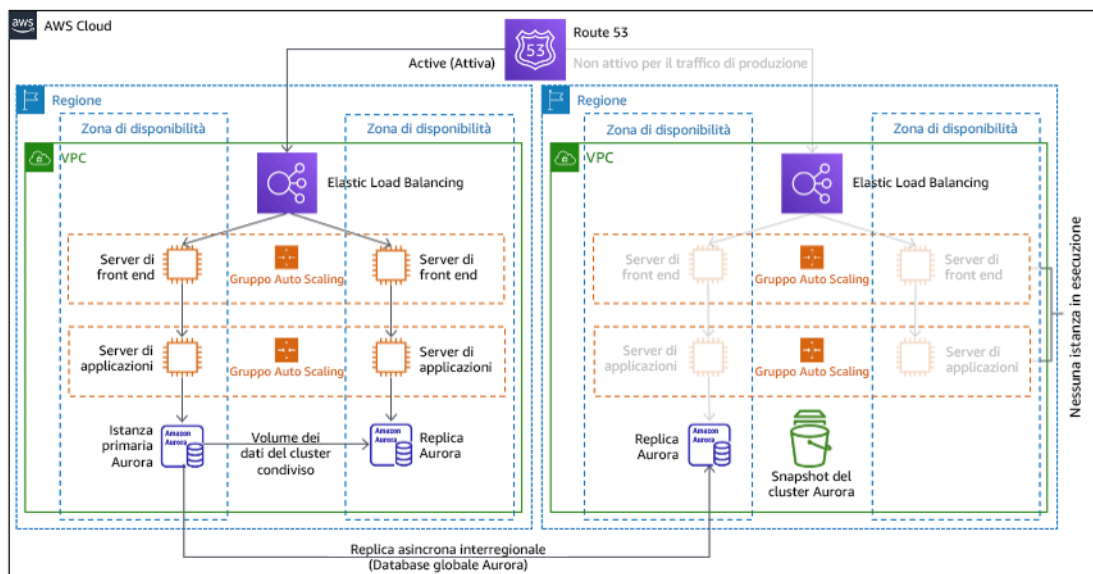 aws
AWS Cloud
53
Route 53
Active (Attiva)
Non attivo per il traffico di produzione
Regione
Zona di disponibilità
Zona di disponibilità
VPC
Elastic Load Balancing
Server di
front end
Gruppo Auto Scaling
Server di
front end
Server di
applicazioni
Gruppo Auto Scaling
Server di
applicazioni
Istanza
primaria
Aurora
Amazon
Aurora
Volume dei
dati del cluster
condiviso
Amazon
Aurora
Replica
Aurora
Regione
Zona di disponibilità
Zona di disponibilità
VPC
Elastic Load Balancing
Server di
front end
Gruppo Auto Scaling
Server di
front end
Server di
applicazioni
Gruppo Auto Scaling
Server di
applicazioni
Replica
Aurora
Amazon
Aurora
Snapshot del
cluster Aurora
Nessuna istanza in esecuzione
Replica asincrona interregionale
(Database globale Aurora)